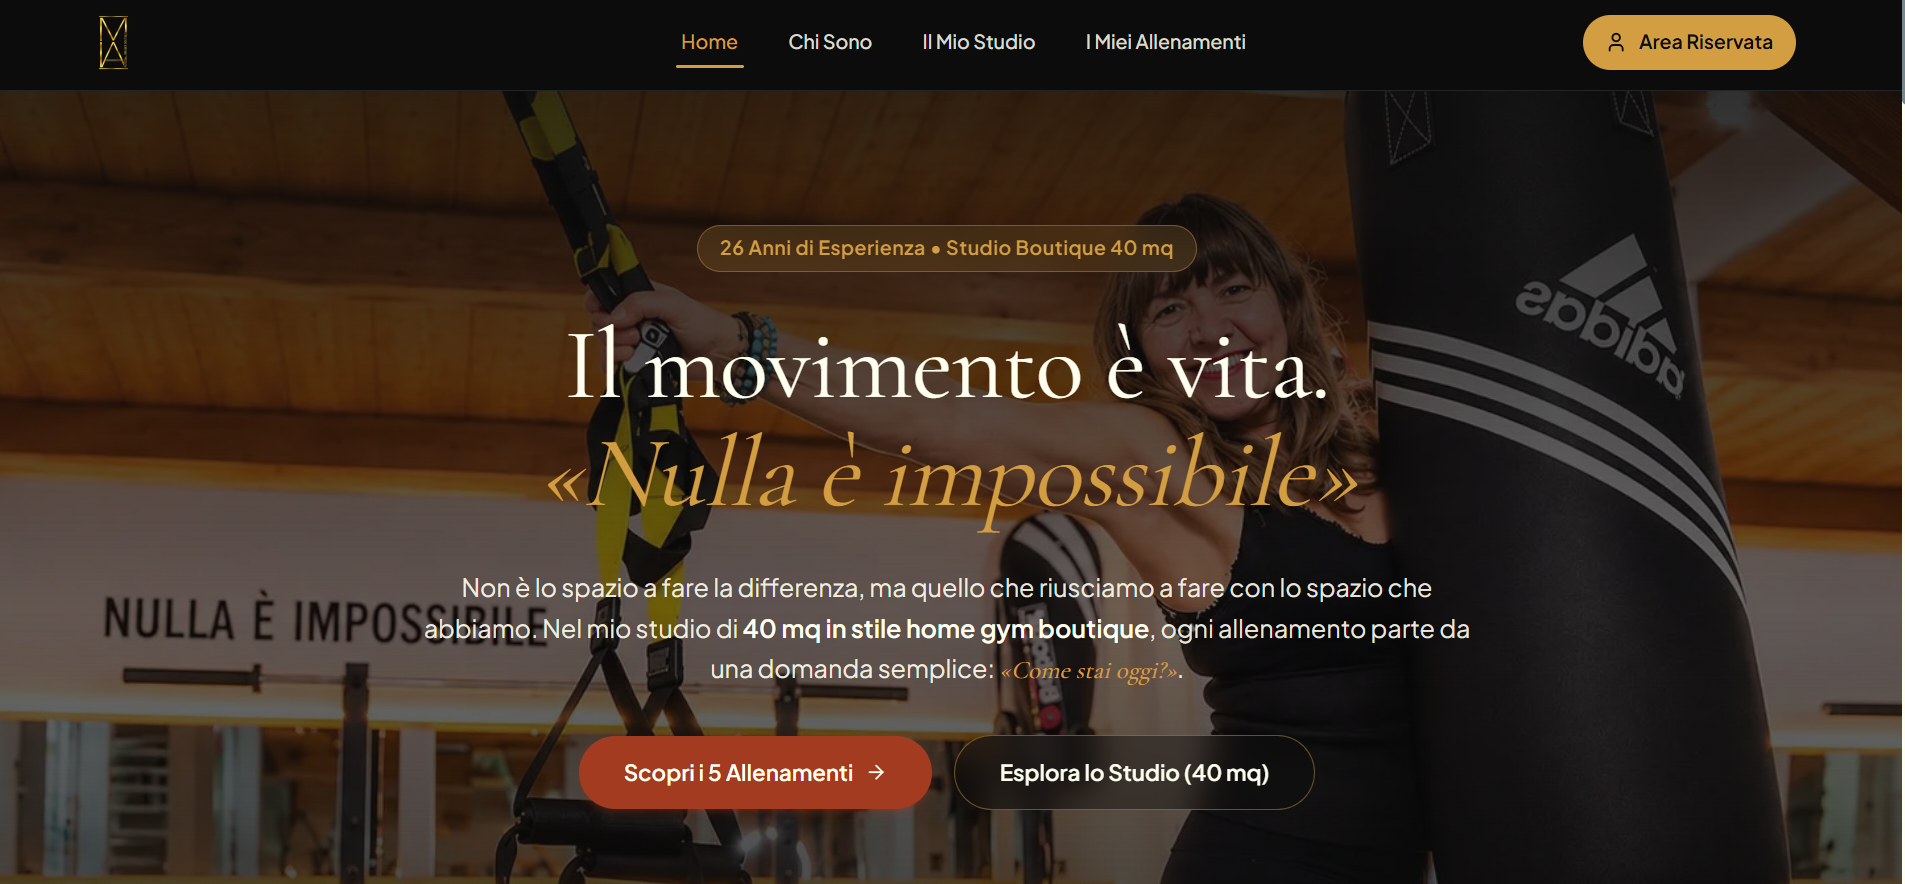 Home
Chi Sono
Il Mio Studio
I Miei Allenamenti
Area Riservata
26 Anni di Esperienza • Studio Boutique 40 mq
Il movimento è vita.
«Nulla è impossibile»
Non è lo spazio a fare la differenza, ma quello che riusciamo a fare con lo spazio che
abbiamo. Nel mio studio di 40 mq in stile home gym boutique, ogni allenamento parte da
una domanda semplice: «Come stai oggi?».
NULLA È IMPOSSIBILE
adidas
Scopri i 5 Allenamenti →
Esplora lo Studio (40 mq)